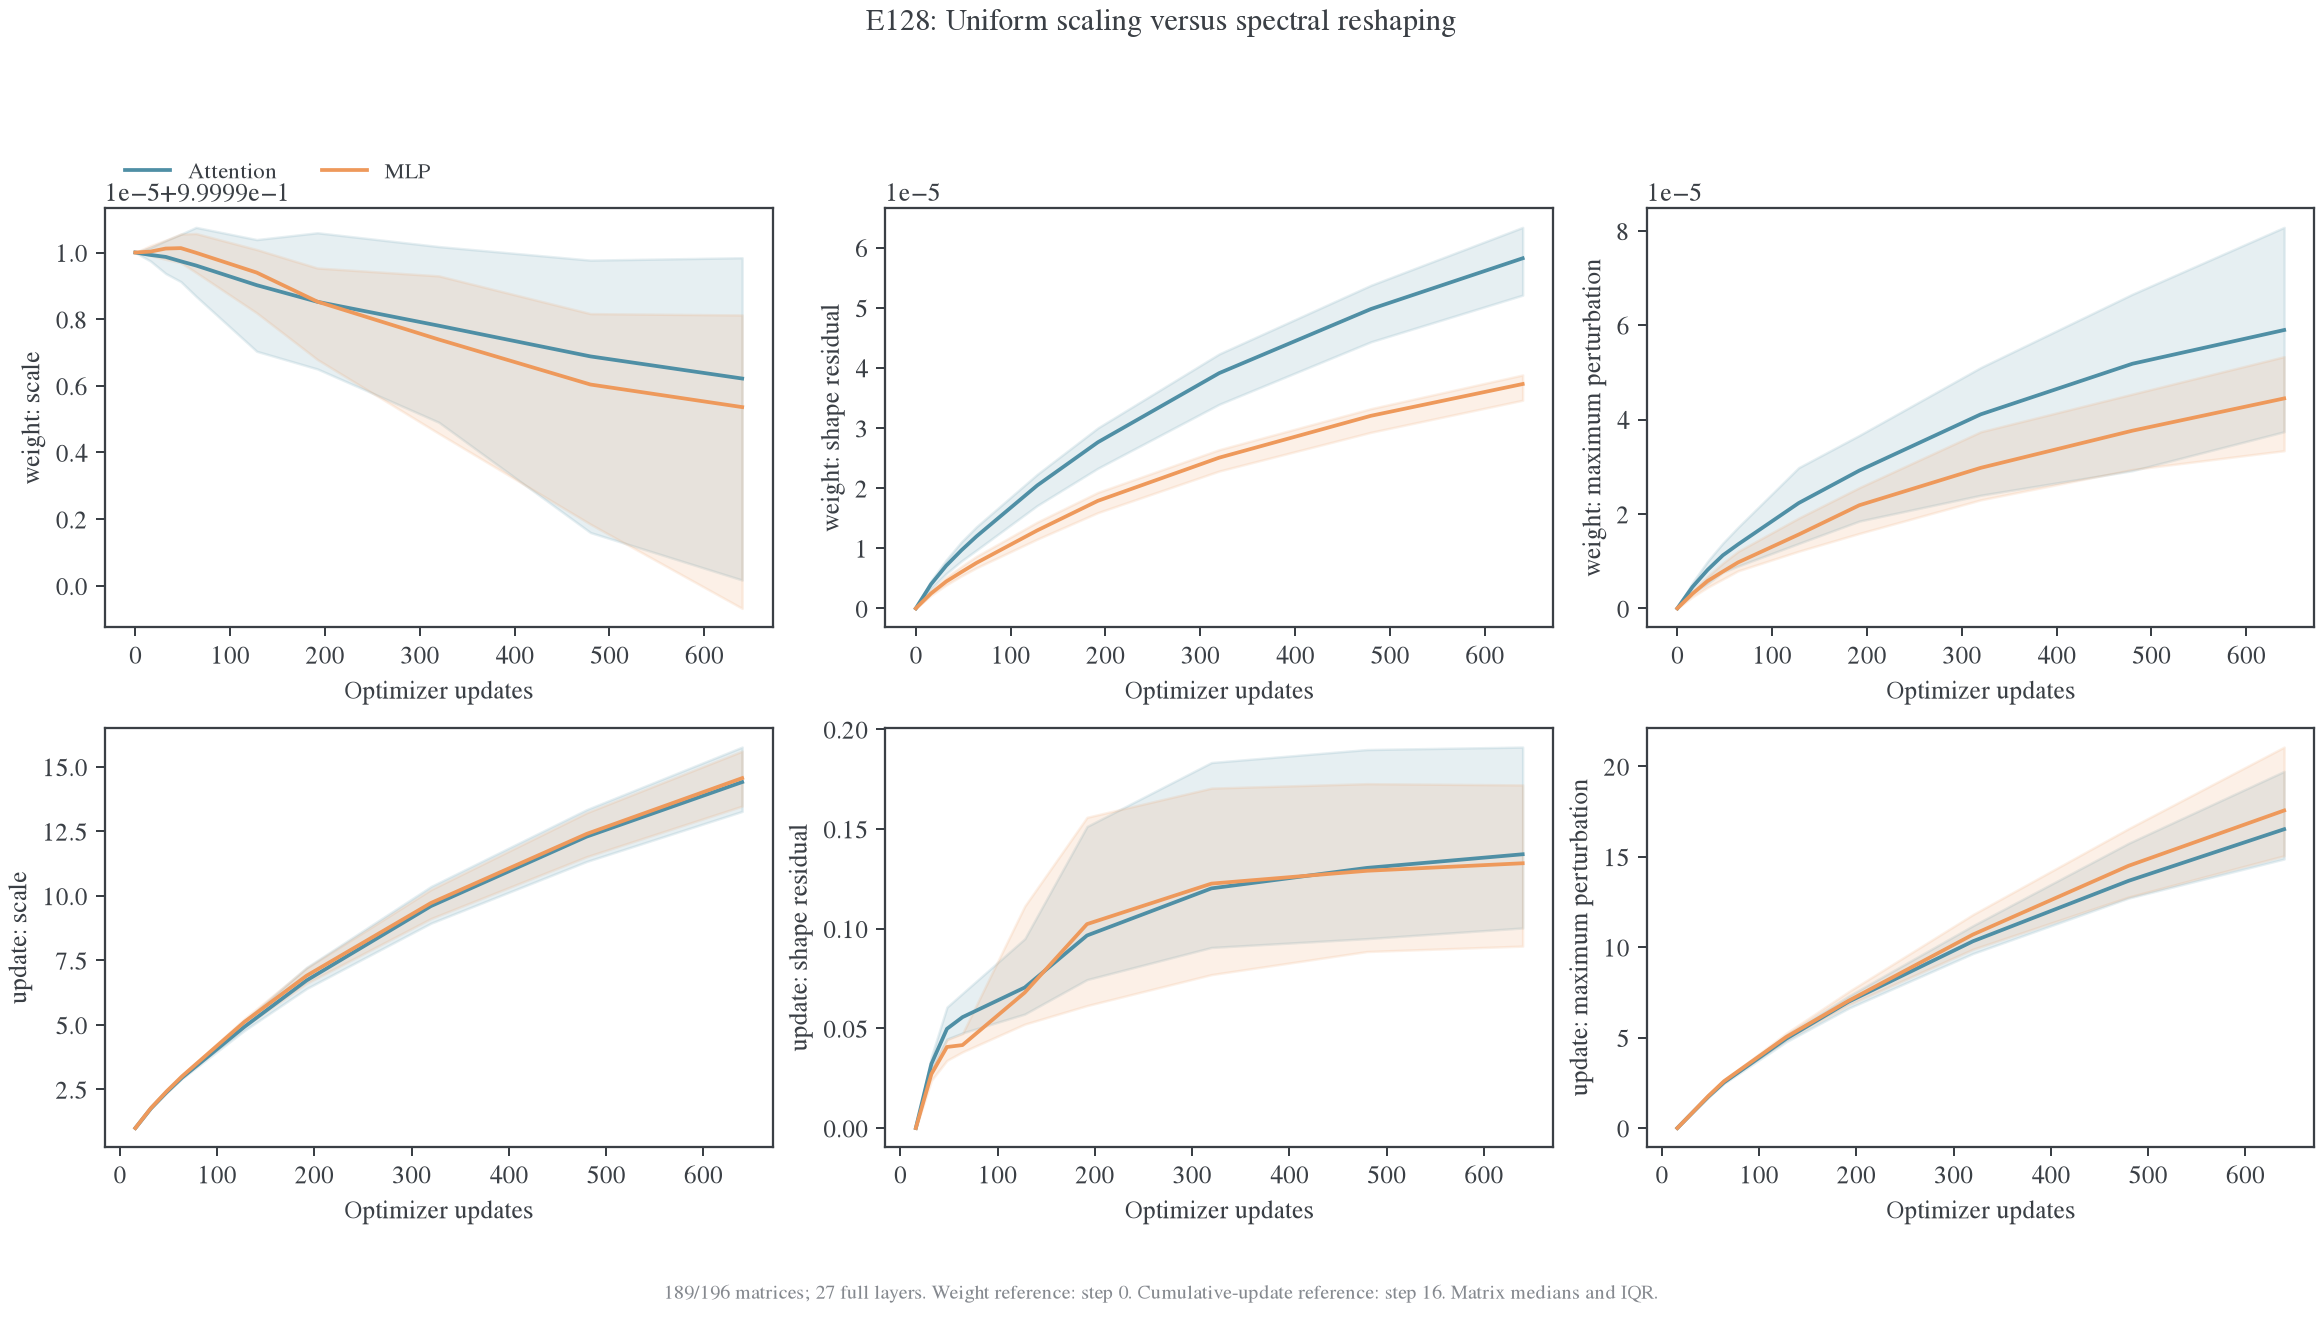 E128: Uniform scaling versus spectral reshaping
Attention
MLP
1e−5+9.9999e−1
1.0
0.8
0.6
0.4
0.2
0.0
weight: scale
0 100 200 300 400 500 600
Optimizer updates
1e−5
6
5
4
3
2
1
0
weight: shape residual
0 100 200 300 400 500 600
Optimizer updates
1e−5
8
6
4
2
0
weight: maximum perturbation
0 100 200 300 400 500 600
Optimizer updates
15.0
12.5
10.0
7.5
5.0
2.5
update: scale
0 100 200 300 400 500 600
Optimizer updates
0.20
0.15
0.10
0.05
0.00
update: shape residual
0 100 200 300 400 500 600
Optimizer updates
20
15
10
5
0
update: maximum perturbation
0 100 200 300 400 500 600
Optimizer updates
189/196 matrices; 27 full layers. Weight reference: step 0. Cumulative-update reference: step 16. Matrix medians and IQR.